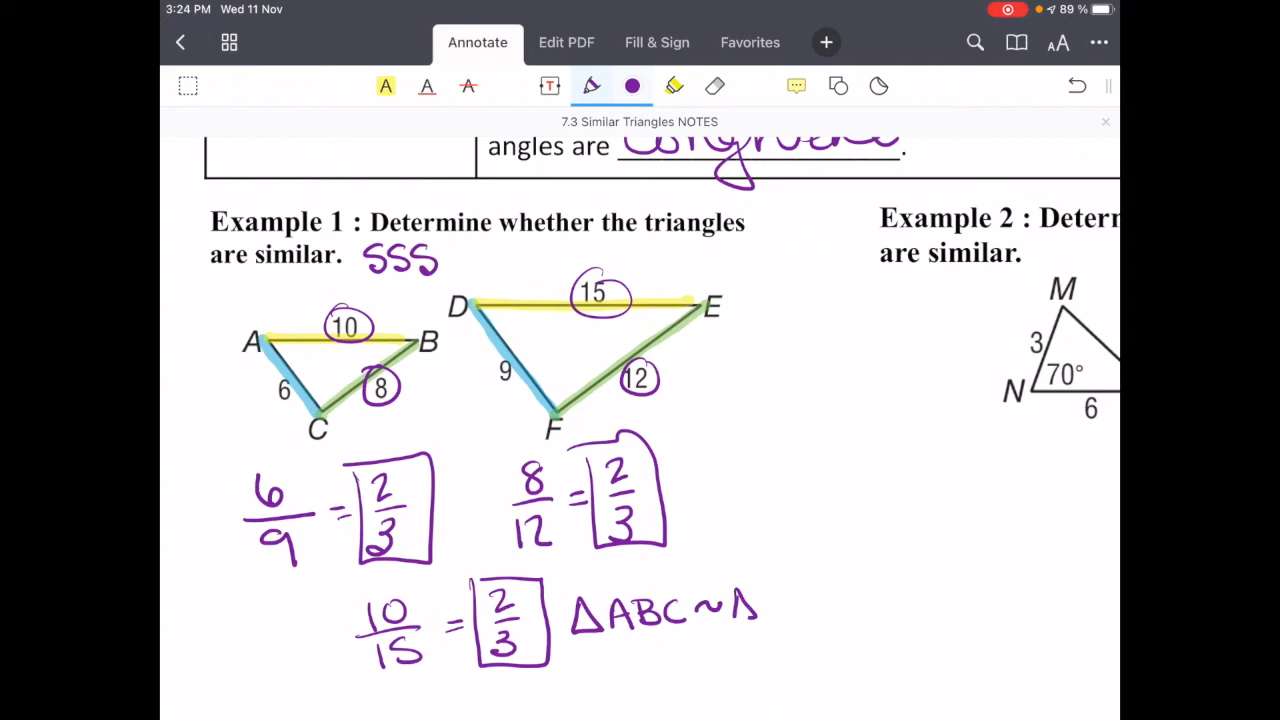 3:24 PM Wed 11 Nov 89 %
Annotate Edit PDF Fill & Sign Favorites
7.3 Similar Triangles NOTES
angles are congruence.
Example 1 : Determine whether the triangles
are similar. SSS
Example 2 : Deterr
are similar.
M
3
70°
N
6
D 15 E
10
A B
9 12
6 8
C F
6/9 = 2/3 8/12 = 2/3
10/15 = 2/3 ΔABC ~ Δ